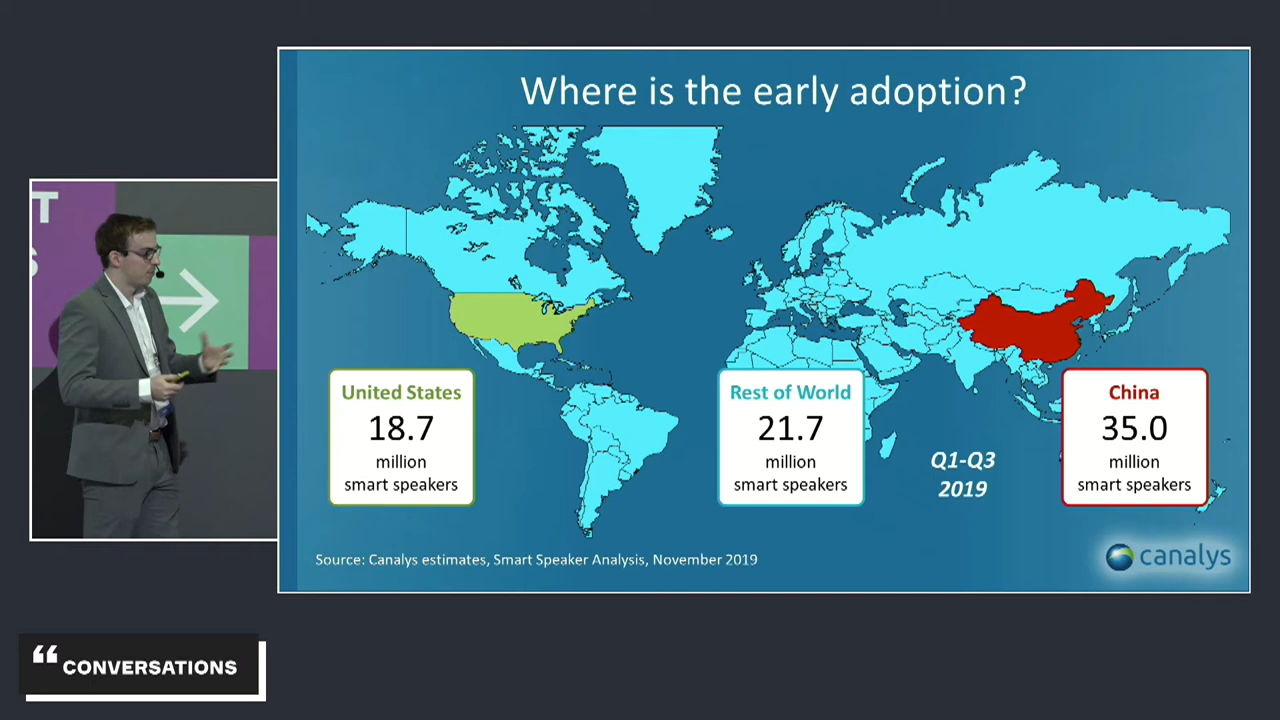 Where is the early adoption?
T
S
United States
18.7
million
smart speakers
Rest of World
21.7
million
smart speakers
Q1-Q3
2019
China
35.0
million
smart speakers
Source: Canalys estimates, Smart Speaker Analysis, November 2019
canalys
“ CONVERSATIONS